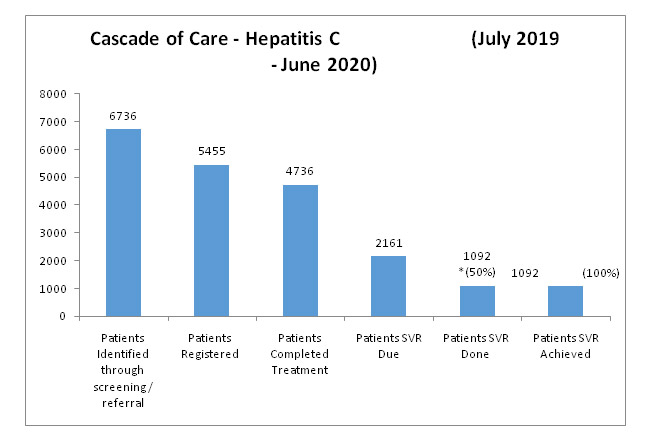 Cascade of Care - Hepatitis C (July 2019
- June 2020)
8000
7000
6000
5000
4000
3000
2000
1000
0
6736
5455
4736
2161
1092
*(50%)
1092 (100%)
Patients
Identified
through
screening /
referral
Patients
Registered
Patients
Completed
Treatment
Patients SVR
Due
Patients SVR
Done
Patients SVR
Achieved